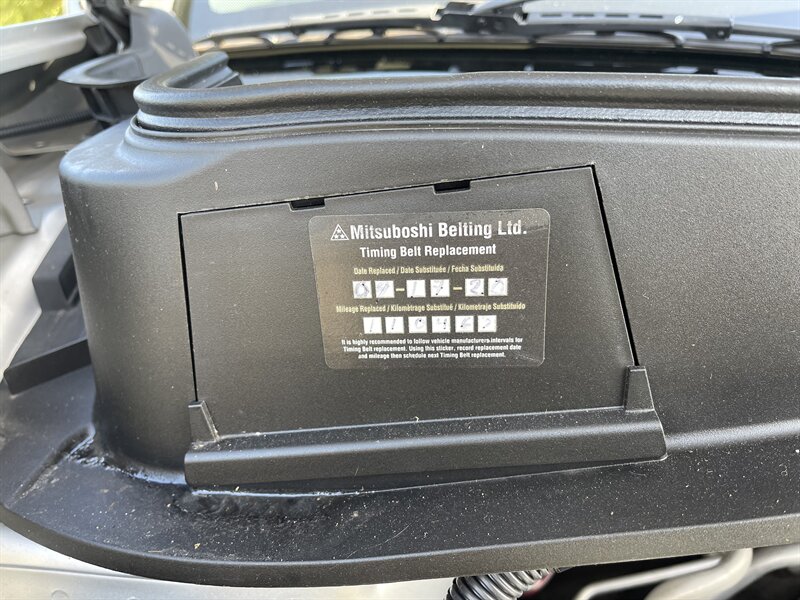 Mitsuboshi Belting Ltd.
Timing Belt Replacement
Date Replaced / Date Substituée / Fecha Substituida
Mileage Replaced / Kilométrage Substitué / Kilometraje Substituido
It is highly recommended to follow vehicle manufacturers intervals for
Timing Belt replacement. Using this sticker, record replacement date
and mileage then schedule next Timing Belt replacement.